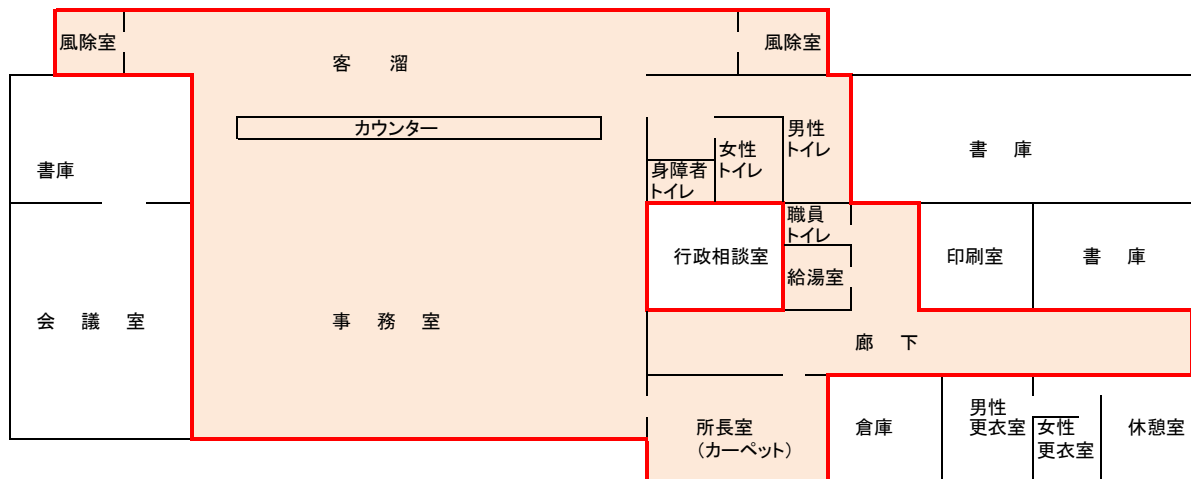 風除室
客　溜
風除室
カウンター
男性
トイレ
書　庫
女性
トイレ
身障者
トイレ
書庫
職員
トイレ
行政相談室
給湯室
印刷室
書　庫
会　議　室
事　務　室
廊　下
所長室
（カーペット）
倉庫
男性
更衣室
女性
更衣室
休憩室